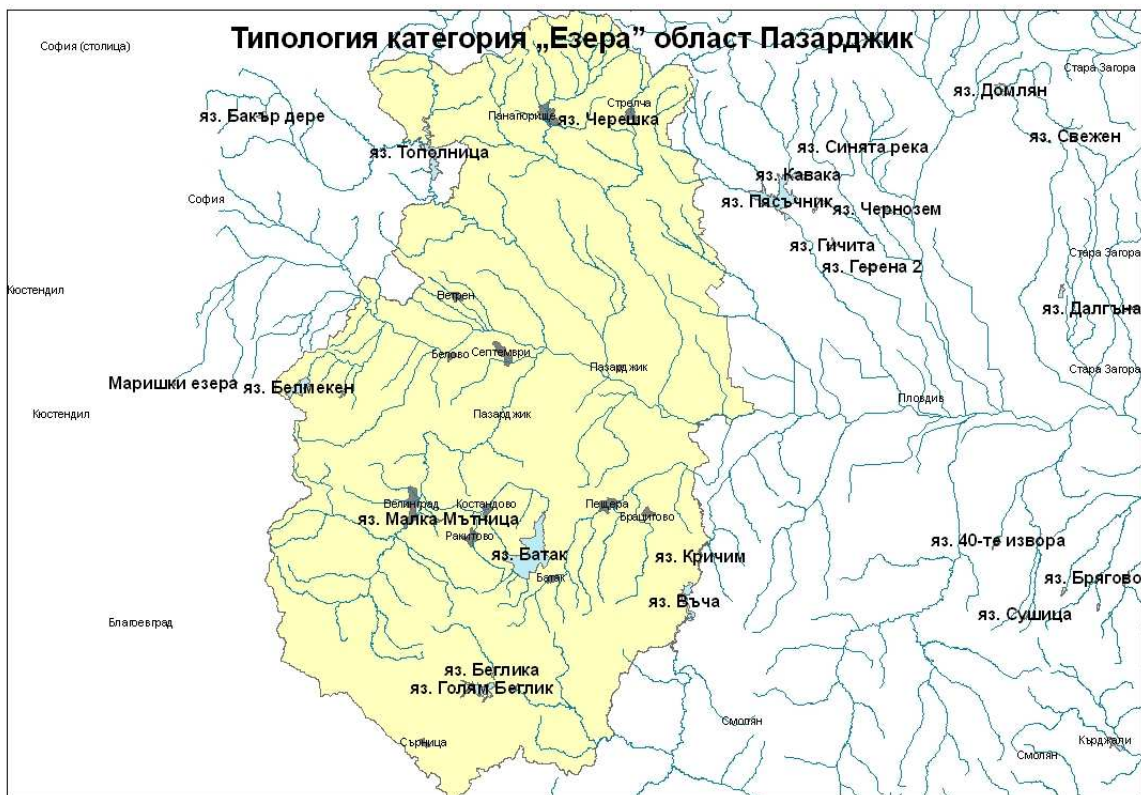 Типология категория „Езера” област Пазарджик
София (столица)
Стара Загора
яз. Домлян
Стрелча
Панагюрище
яз. Бакър дере
яз. Черешка
яз. Свежен
яз. Синята река
яз. Тополница
яз. Кавака
София
яз. Пясъчник
яз. Чернозем
яз. Гичита
Стара Загора
яз. Герена 2
Кюстендил
Ветрен
яз. Далгъна
Белово
Септември
Пазарджик
Стара Загора
Маришки езера
яз. Белмекен
Пловдив
Кюстендил
Пазарджик
Велинград
Костандово
Пещера
Брацигово
яз. Малка Мътница
Ракитово
яз. 40-те извора
яз. Батак
яз. Кричим
Батак
яз. Брягово
яз. Въча
яз. Сушица
Благоевград
яз. Беглика
яз. Голям Беглик
Смолян
Сърница
Кърджали
Смолян